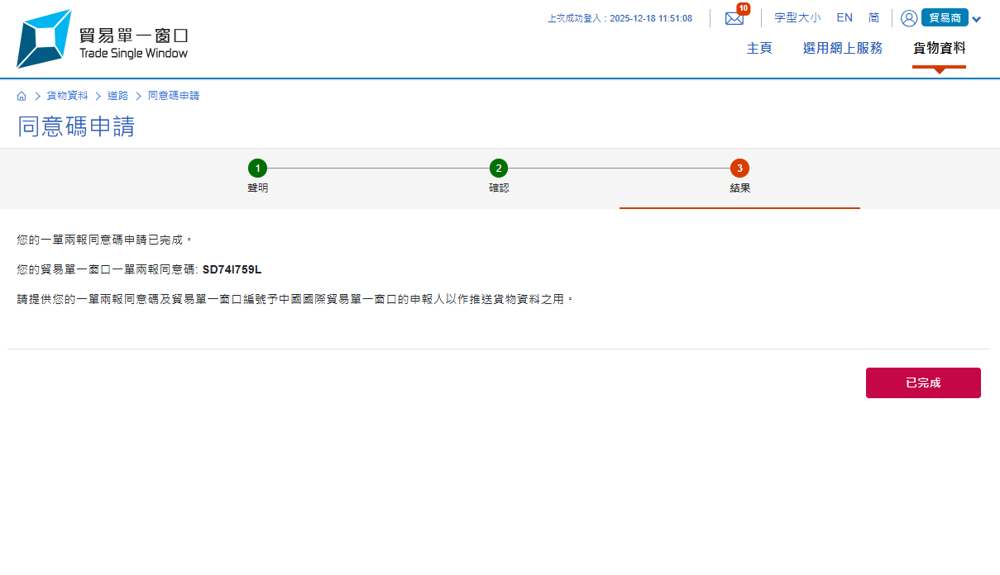 貿易單一窗口
Trade Single Window
上次成功登入：2025-12-18 11:51:08
10
字型大小
EN
简
貿易商
主頁
選用網上服務
貨物資料
貨物資料 > 道路 > 同意碼申請
同意碼申請
1
聲明
2
確認
3
結果
您的一單兩報同意碼申請已完成。
您的貿易單一窗口一單兩報同意碼: SD74I759L
請提供您的一單兩報同意碼及貿易單一窗口編號予中國國際貿易單一窗口的申報人以作推送貨物資料之用。
已完成